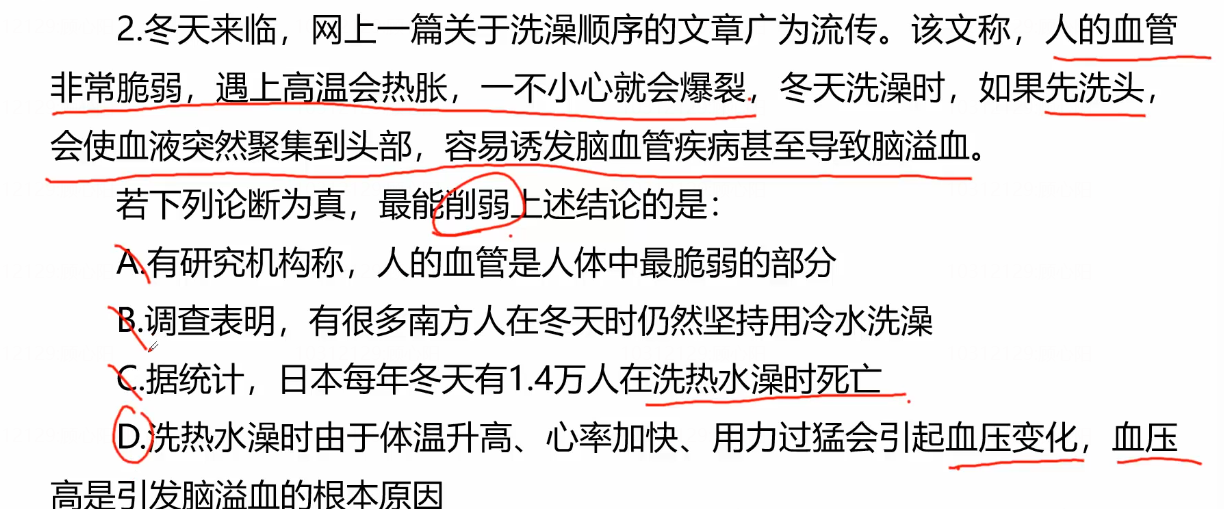 2.冬天来临，网上一篇关于洗澡顺序的文章广为流传。该文称，人的血管
非常脆弱，遇上高温会热胀，一不小心就会爆裂，冬天洗澡时，如果先洗头，
会使血液突然聚集到头部，容易诱发脑血管疾病甚至导致脑溢血。
若下列论断为真，最能削弱上述结论的是：
A.有研究机构称，人的血管是人体中最脆弱的部分
B.调查表明，有很多南方人在冬天时仍然坚持用冷水洗澡
C.据统计，日本每年冬天有1.4万人在洗热水澡时死亡
D.洗热水澡时由于体温升高、心率加快、用力过猛会引起血压变化，血压
高是引发脑溢血的根本原因